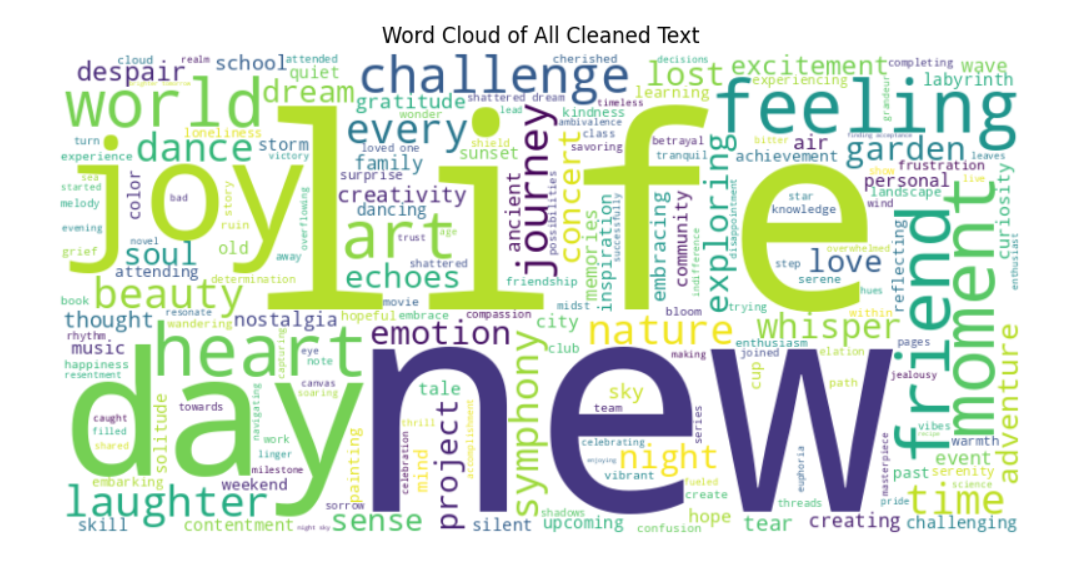 Word Cloud of All Cleaned Text
despair
cloud
realm
attended
school
quiet
challenge
cherished
decisions
lost
excitement
completing
wave
labyrinth
world
dream
gratitude
shattered dream
wonder
lead
timeless
kindness
learning
experiencing
grandeur
feeling
joy
life
every
journey
ambivalence
class
savoring
betrayal
tranquil
finding acceptance
bitter
air
leaves
turn
loneliness
victory
storm
dance
loved one
shield
sunset
family
concert
achievement
garden
frustration
experience
surprise
show
live
personal
landscape
wind
sea
started
melody
color
bad
story
ruin
overflowing
creativity
dancing
ancient
possibilities
memories
inspiration
successfully
embracing
indifference
community
exploring
disappointment
star
knowledge
curiosity
enthusiast
evening
novel
old
away
art
trust
age
shattered
step
love
overwhelmed
serene
hues
reflecting
friend
moment
grief
soul
attending
determination
echoes
friendship
book
beauty
movie
compassion
midst
bloom
trying
within
thought
resonate
wandering
nostalgia
hopeful
embrace
emotion
city
club
nature
whisper
rhythm
music
happiness
resentment
heart
capturing
eye
note
symphony
making
enthusiasm
joined
elation
pages
jealousy
day
new
canvas
soaring
tale
sky
team
series
cup
path
adventure
caught
filled
shared
towards
solitude
navigating
work
linger
milestone
thrill
celebration
mind
project
accomplishment
celebrating
enjoying
night
vibrant
fueled
create
euphoria
threads
masterpiece
vibes
recipe
warmth
past
event
serenity
science
embarking
weekend
painting
sorrow
laughter
pride
time
skill
contentment
night sky
sense
silent
shadows
upcoming
confusion
hope
tear
creating
challenging